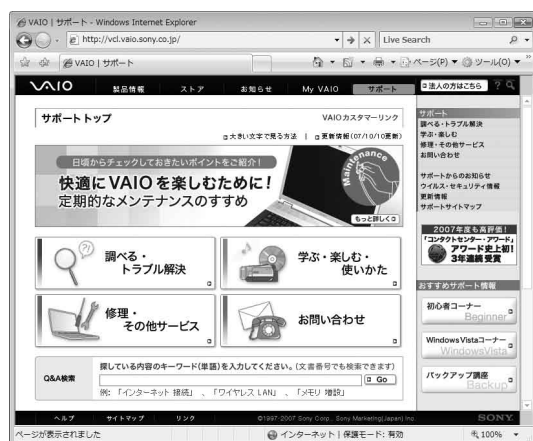 VAIO | サポート - Windows Internet Explorer
http://vcl.vaio.sony.co.jp/
Live Search
VAIO | サポート
ページ(P)
ツール(O)
VAIO
製品情報
ストア
お知らせ
My VAIO
サポート
法人の方はこちら
サポートトップ
VAIOカスタマーリンク
大きい文字で見る方法 | 更新情報(07/10/10更新)
日頃からチェックしておきたいポイントをご紹介!
快適にVAIOを楽しむために!
定期的なメンテナンスのすすめ
Maintenance
もっと詳しく
調べる・
トラブル解決
学ぶ・楽しむ・
使いかた
修理・
その他サービス
お問い合わせ
Q&A検索
探している内容のキーワード(単語)を入力してください。(文書番号でも検索できます)
Go
例: 「インターネット 接続」 、 「ワイヤレス LAN」 、 「メモリ 増設」
サポート
調べる・トラブル解決
学ぶ・楽しむ
修理・その他サービス
お問い合わせ
サポートからのお知らせ
ウイルス・セキュリティ情報
更新情報
サポートサイトマップ
2007年度も高評価!
「コンタクトセンター・アワード」
アワード史上初!
3年連続受賞
おすすめサポート情報
初心者コーナー
Beginner
Windows Vistaコーナー
WindowsVista
バックアップ講座
Backup
ヘルプ
サイトマップ
リンク
©1997-2007 Sony Corp., Sony Marketing(Japan) Inc.
SONY
ページが表示されました
インターネット | 保護モード: 有効
100%